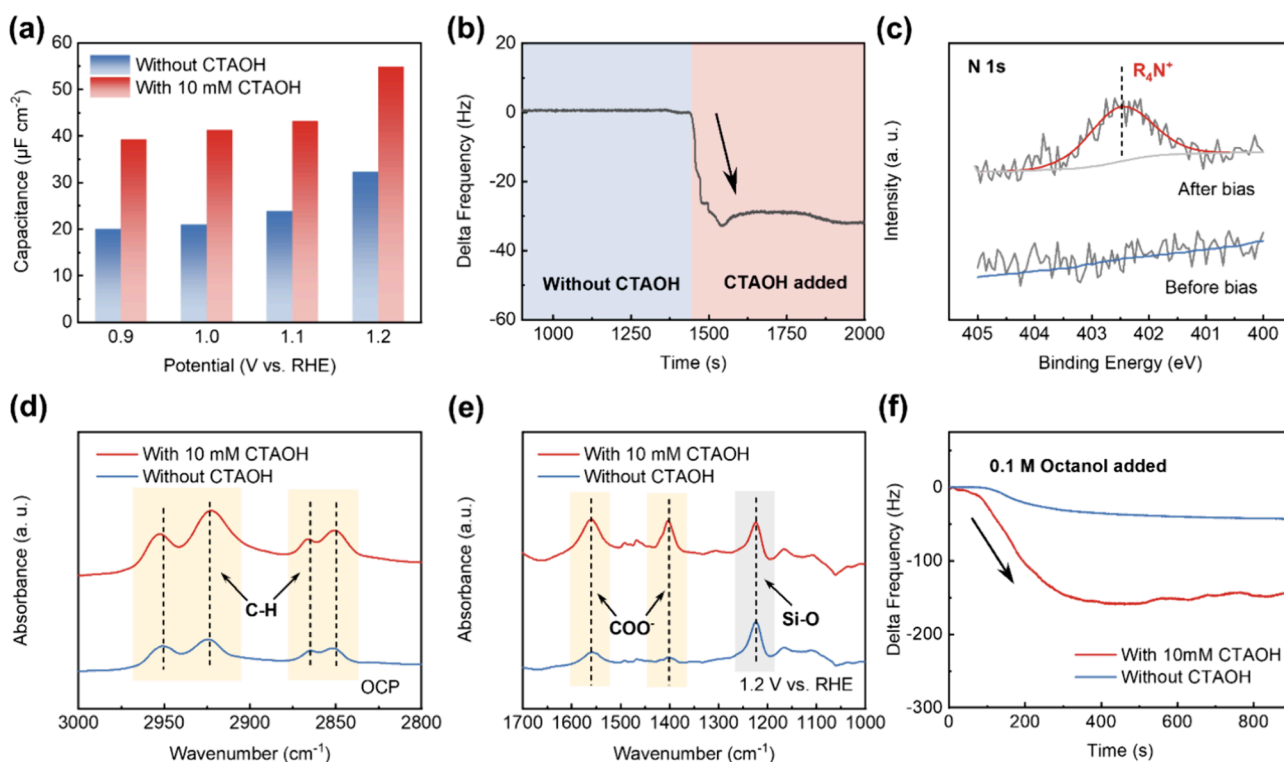 (a)
Capacitance (µF cm⁻²)
60
50
40
30
20
10
0
Without CTAOH
With 10 mM CTAOH
0.9 1.0 1.1 1.2
Potential (V vs. RHE)
(b)
Delta Frequency (Hz)
20
0
-20
-40
-60
Without CTAOH
CTAOH added
1000 1250 1500 1750 2000
Time (s)
(c)
Intensity (a. u.)
N 1s
R₄N⁺
After bias
Before bias
405 404 403 402 401 400
Binding Energy (eV)
(d)
Absorbance (a. u.)
With 10 mM CTAOH
Without CTAOH
C-H
OCP
3000 2950 2900 2850 2800
Wavenumber (cm⁻¹)
(e)
Absorbance (a.u.)
With 10 mM CTAOH
Without CTAOH
COO⁻
Si-O
1.2 V vs. RHE
1700 1600 1500 1400 1300 1200 1100 1000
Wavenumber (cm⁻¹)
(f)
Delta Frequency (Hz)
0.1 M Octanol added
0
-100
-150
-200
-300
With 10mM CTAOH
Without CTAOH
0 200 400 600 800
Time (s)